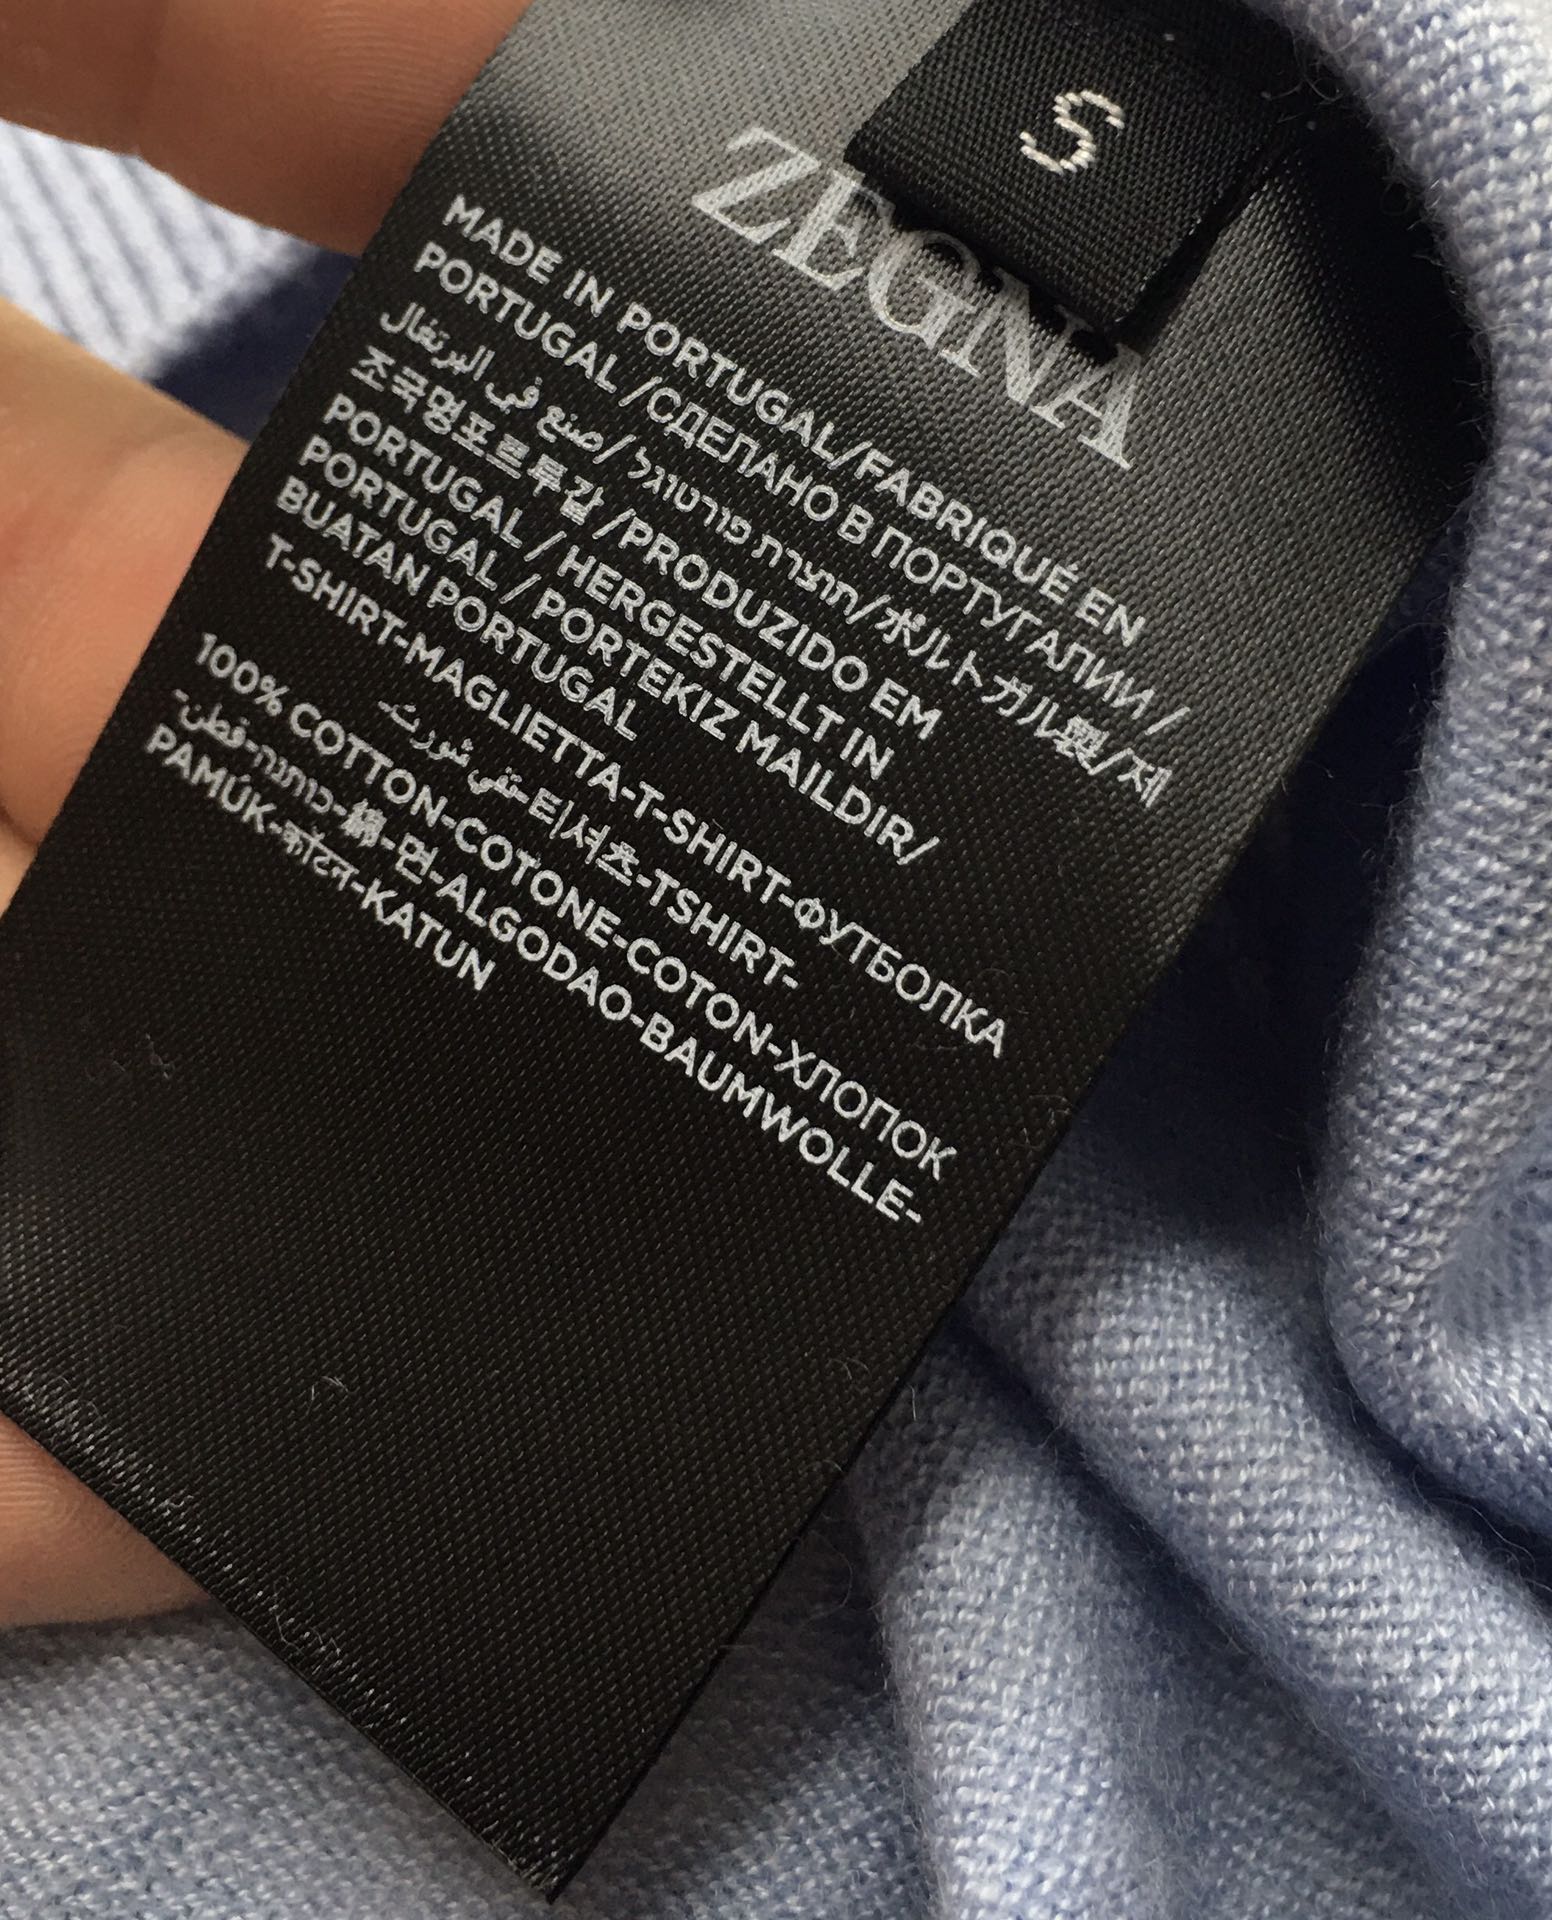 S
ZEGNA
MADE IN PORTUGAL/FABRIQUÉ EN
PORTUGAL /СДЕЛАНО В ПОРТУГАЛИИ /
صنع في البرتغال/תוצרת פורטוגל/ポルトガル製/제
조국명포르투갈/PRODUZIDO EM
PORTUGAL / HERGESTELLT IN
PORTUGAL / PORTEKIZ MAILDIR/
BUATAN PORTUGAL
T-SHIRT-MAGLIETTA-T-SHIRT-ФУТБОЛКА
-تي شورت-티셔츠-TSHIRT-
100% COTTON-COTONE-COTON-ХЛОПОК
-קُطن-כותנה-綿-면-ALGODAO-BAUMWOLLE-
PAMÚK-कॉटन-KATUN